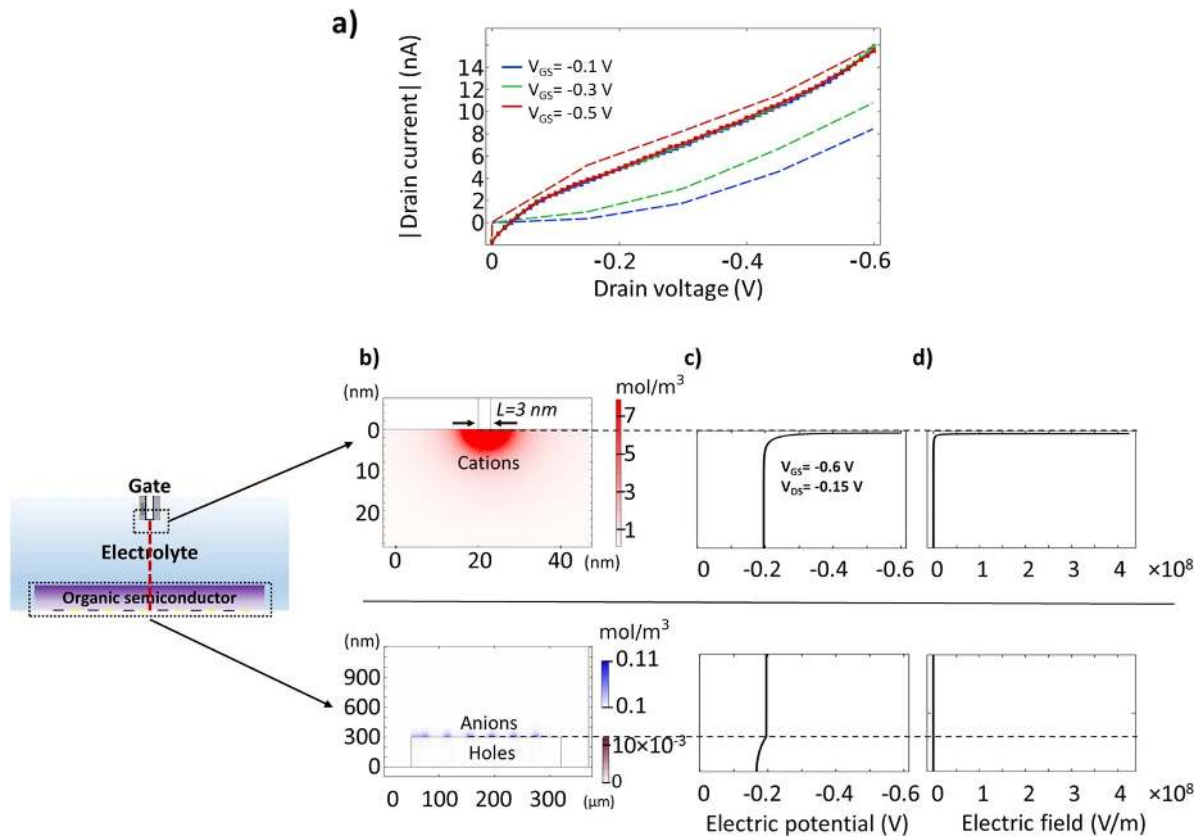 a)
|Drain current| (nA)
14
12
10
8
6
4
2
0
V_GS= -0.1 V
V_GS= -0.3 V
V_GS= -0.5 V
0 -0.2 -0.4 -0.6
Drain voltage (V)
b) c) d)
(nm)
0
10
20
L=3 nm
Cations
0 20 40 (nm)
mol/m³
7
5
3
1
V_GS= -0.6 V
V_DS= -0.15 V
0 -0.2 -0.4 -0.6
0 1 2 3 4 ×10⁸
Gate
Electrolyte
Organic semiconductor
(nm)
900
600
300
0
Anions
Holes
0 100 200 300 (μm)
mol/m³
0.11
0.1
10×10⁻³
0
0 -0.2 -0.4 -0.6
Electric potential (V)
0 1 2 3 4 ×10⁸
Electric field (V/m)